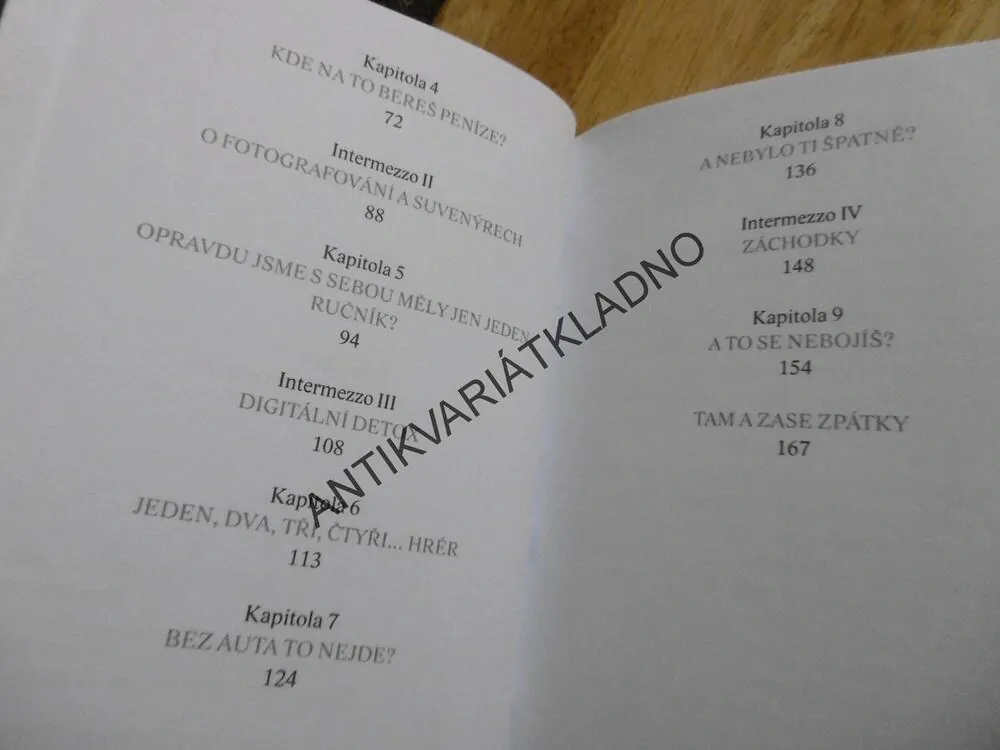 Kapitola 4
KDE NA TO BEREŠ PENÍZE?
72
Intermezzo II
O FOTOGRAFOVÁNÍ A SUVENÝRECH
88
Kapitola 5
OPRAVDU JSME S SEBOU MĚLY JEN JEDEN
RUČNÍK?
94
Intermezzo III
DIGITÁLNÍ DETOX
108
Kapitola 6
JEDEN, DVA, TŘI, ČTYŘI... HRÉR
113
Kapitola 7
BEZ AUTA TO NEJDE?
124
Kapitola 8
A NEBYLO TI ŠPATNĚ?
136
Intermezzo IV
ZÁCHODKY
148
Kapitola 9
A TO SE NEBOJÍŠ?
154
TAM A ZASE ZPÁTKY
167
ANTIKVARIÁTKLADNO